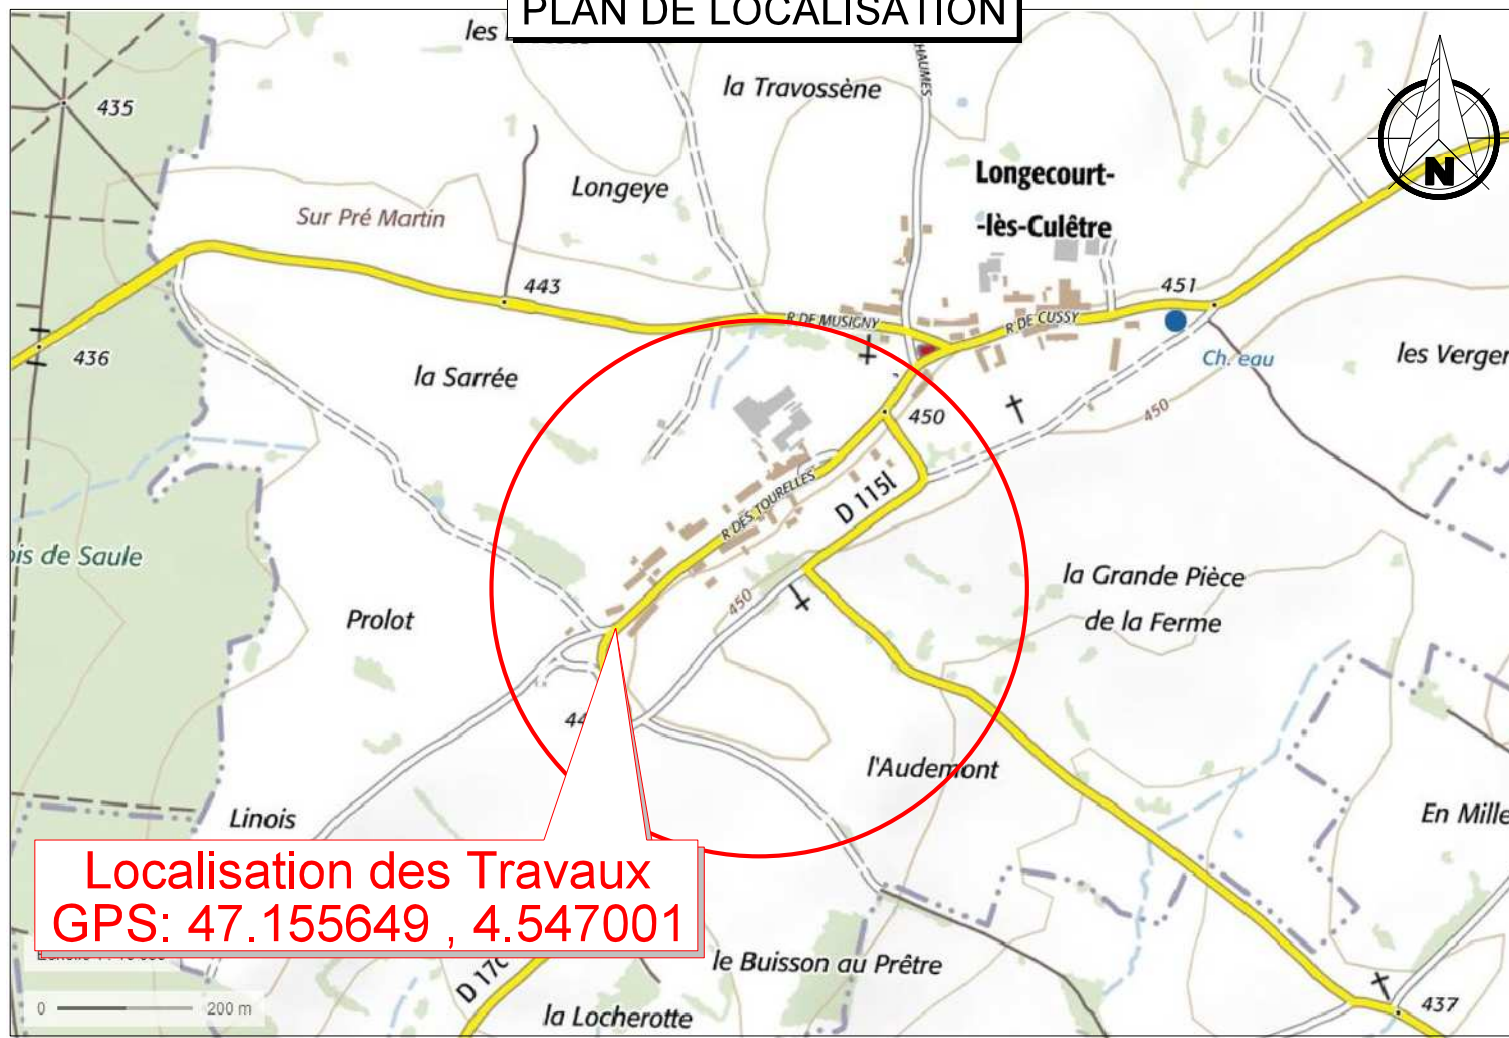 PLAN DE LOCALISATION
les
HAUMES
la Travossène
435
N
Longecourt-
-lès-Culêtre
Longeye
Sur Pré Martin
443
451
R DE MUSIGNY
R DE CUSSY
436
Ch. eau
les Verger
la Sarrée
450
450
R DES TOURELLES
D 115I
is de Saule
la Grande Pièce
de la Ferme
450
Prolot
44
l'Audemont
Linois
En Mille
Localisation des Travaux
GPS: 47.155649 , 4.547001
le Buisson au Prêtre
D 170
0 200 m
437
la Locherotte